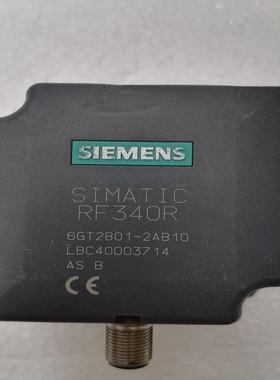 SIEMENS
SIMATIC
RF340R
6GT2801-2AB10
LBC40003714
AS B
CE